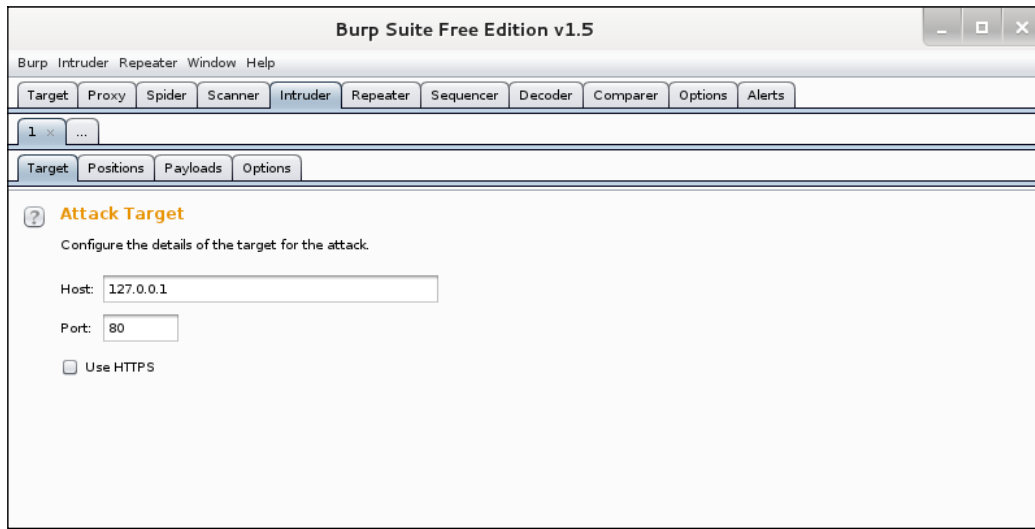 Burp Suite Free Edition v1.5
Burp Intruder Repeater Window Help
Target Proxy Spider Scanner Intruder Repeater Sequencer Decoder Comparer Options Alerts
1 × ...
Target Positions Payloads Options
? Attack Target
Configure the details of the target for the attack.
Host: 127.0.0.1
Port: 80
Use HTTPS